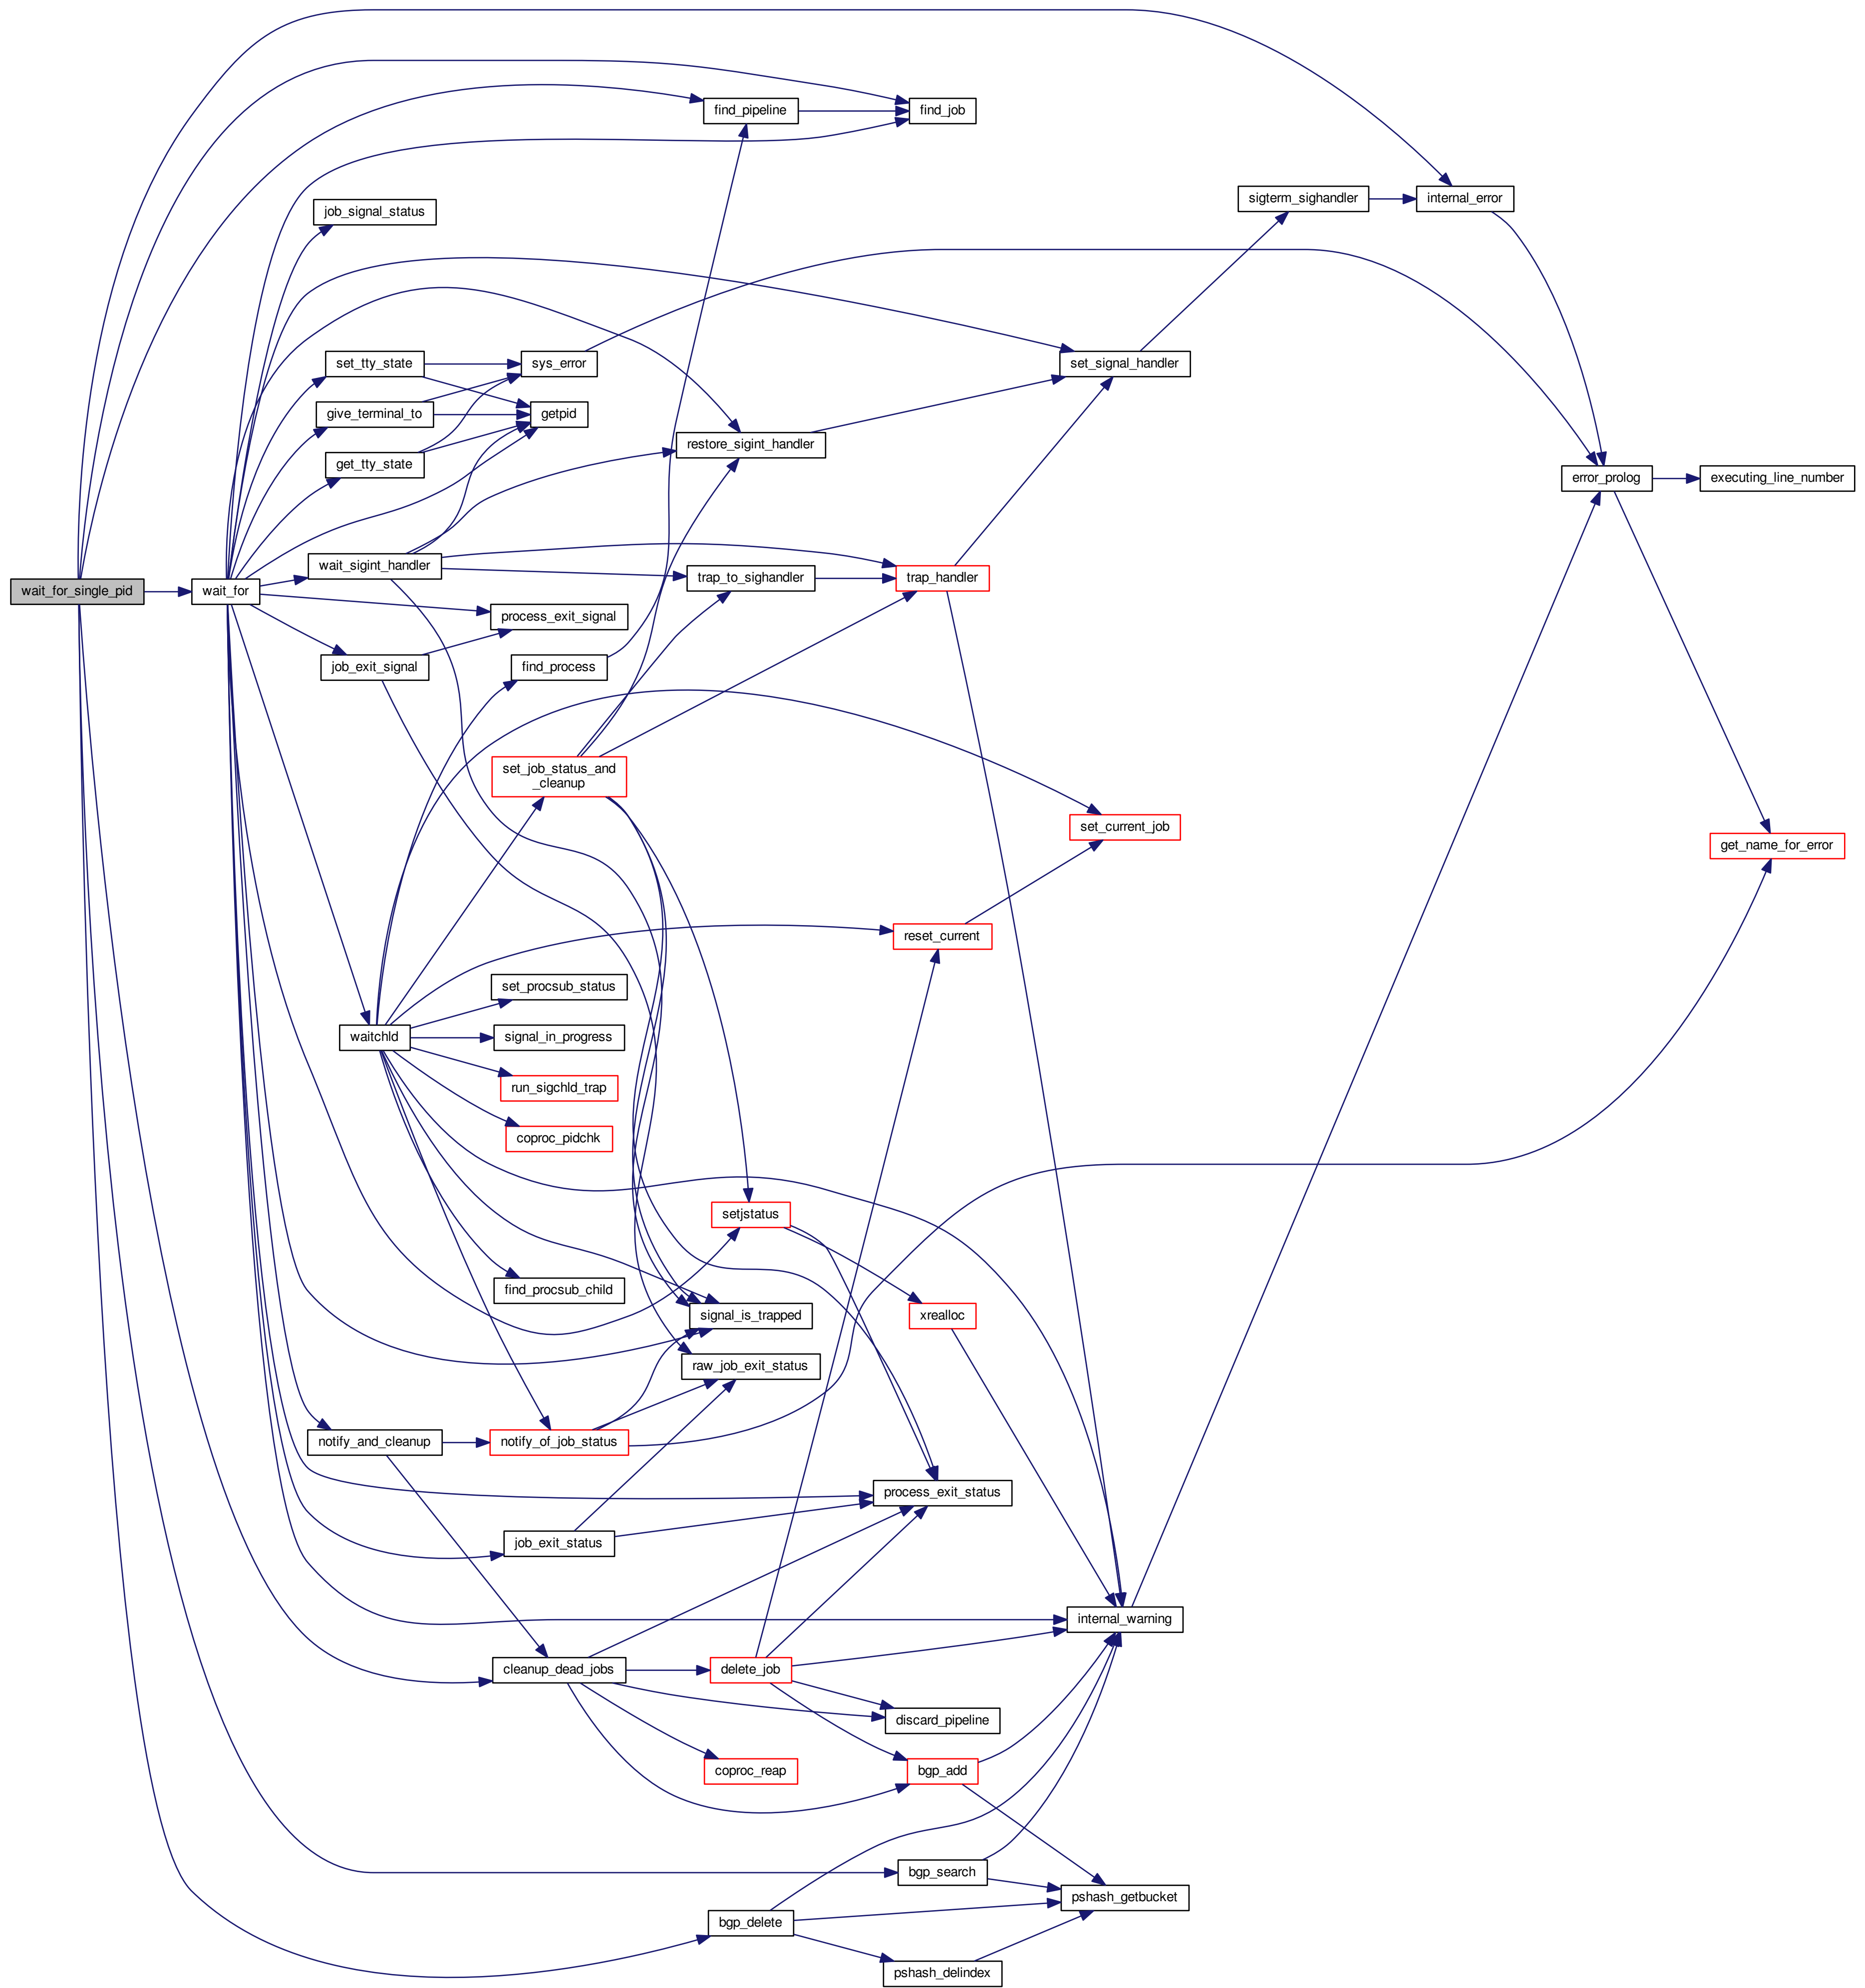 find_pipeline
find_job
internal_error
sigterm_sighandler
job_signal_status
set_tty_state
sys_error
set_signal_handler
give_terminal_to
getpid
restore_sigint_handler
get_tty_state
error_prolog
executing_line_number
wait_for_single_pid
wait_for
wait_sigint_handler
trap_to_sighandler
trap_handler
process_exit_signal
job_exit_signal
find_process
set_job_status_and
_cleanup
set_current_job
get_name_for_error
reset_current
set_procsub_status
waitchld
signal_in_progress
run_sigchld_trap
coproc_pidchk
setjstatus
find_procsub_child
signal_is_trapped
xrealloc
raw_job_exit_status
notify_and_cleanup
notify_of_job_status
process_exit_status
job_exit_status
internal_warning
cleanup_dead_jobs
delete_job
discard_pipeline
coproc_reap
bgp_add
bgp_search
pshash_getbucket
bgp_delete
pshash_delindex